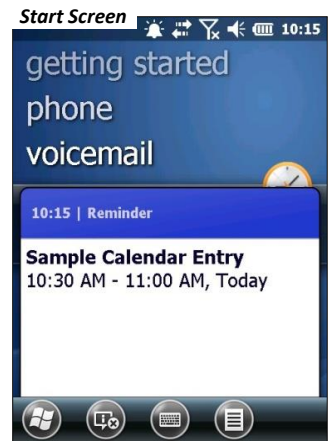 Start Screen
10:15
getting started
phone
voicemail
10:15 | Reminder
Sample Calendar Entry
10:30 AM - 11:00 AM, Today